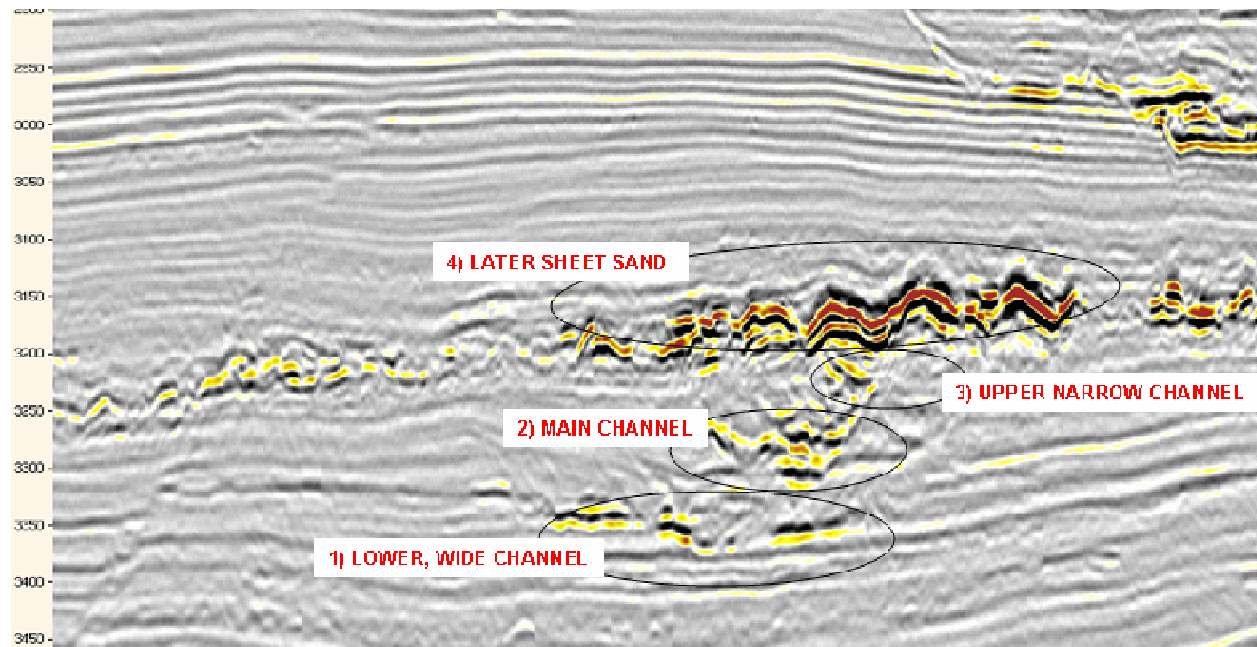 2950
3000
3050
3100
4) LATER SHEET SAND
3150
3200
3) UPPER NARROW CHANNEL
3250
2) MAIN CHANNEL
3300
3350
1) LOWER, WIDE CHANNEL
3400
3450